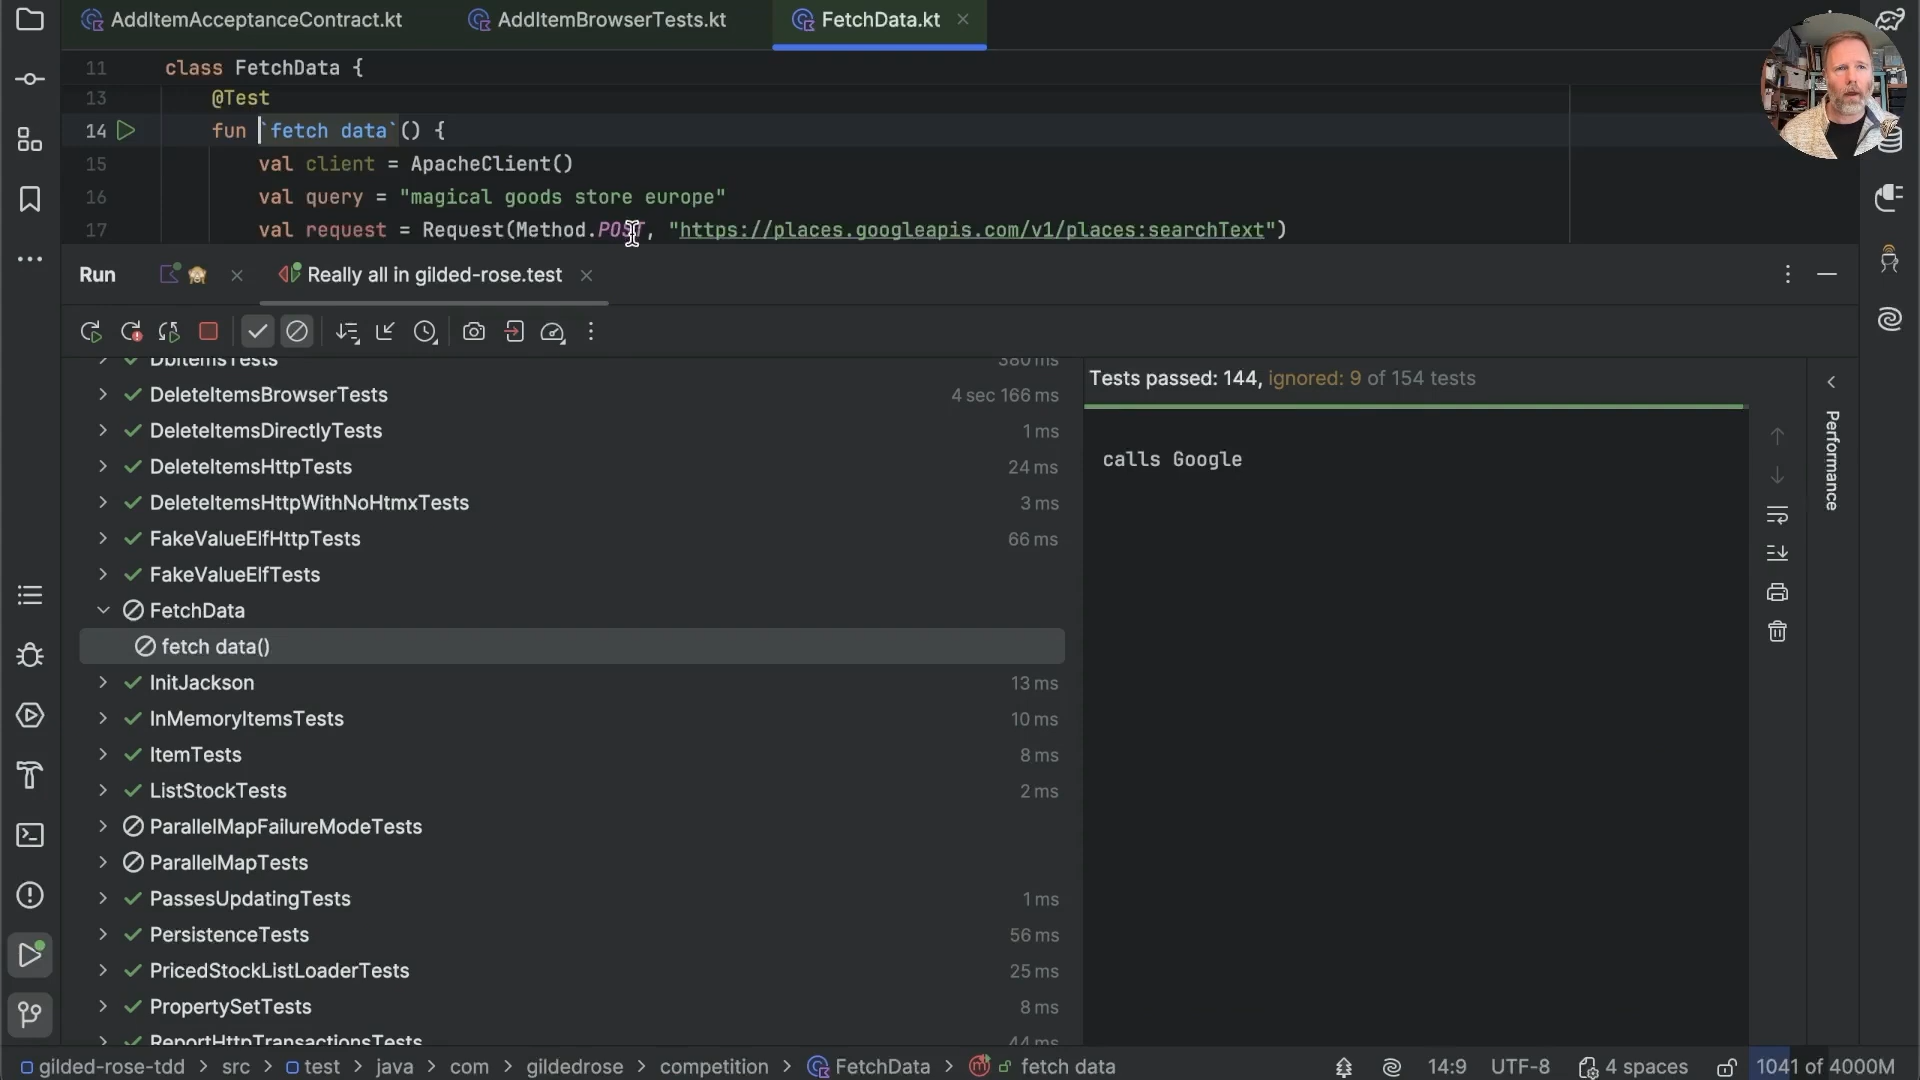 AddItemAcceptanceContract.kt
AddItemBrowserTests.kt
FetchData.kt
11 class FetchData {
13 @Test
14 fun `fetch data`() {
15 val client = ApacheClient()
16 val query = "magical goods store europe"
17 val request = Request(Method.POST, "https://places.googleapis.com/v1/places:searchText")
Run
Really all in gilded-rose.test
DbItemsTests 380 ms
DeleteItemsBrowserTests 4 sec 166 ms
DeleteItemsDirectlyTests 1 ms
DeleteItemsHttpTests 24 ms
DeleteItemsHttpWithNoHtmxTests 3 ms
FakeValueElfHttpTests 66 ms
FakeValueElfTests
FetchData
fetch data()
InitJackson 13 ms
InMemoryItemsTests 10 ms
ItemTests 8 ms
ListStockTests 2 ms
ParallelMapFailureModeTests
ParallelMapTests
PassesUpdatingTests 1 ms
PersistenceTests 56 ms
PricedStockListLoaderTests 25 ms
PropertySetTests 8 ms
ReportHttpTransactionsTests 44 ms
Tests passed: 144, ignored: 9 of 154 tests
calls Google
Performance
gilded-rose-tdd > src > test > java > com > gildedrose > competition > FetchData > fetch data
14:9 UTF-8 4 spaces 1041 of 4000M